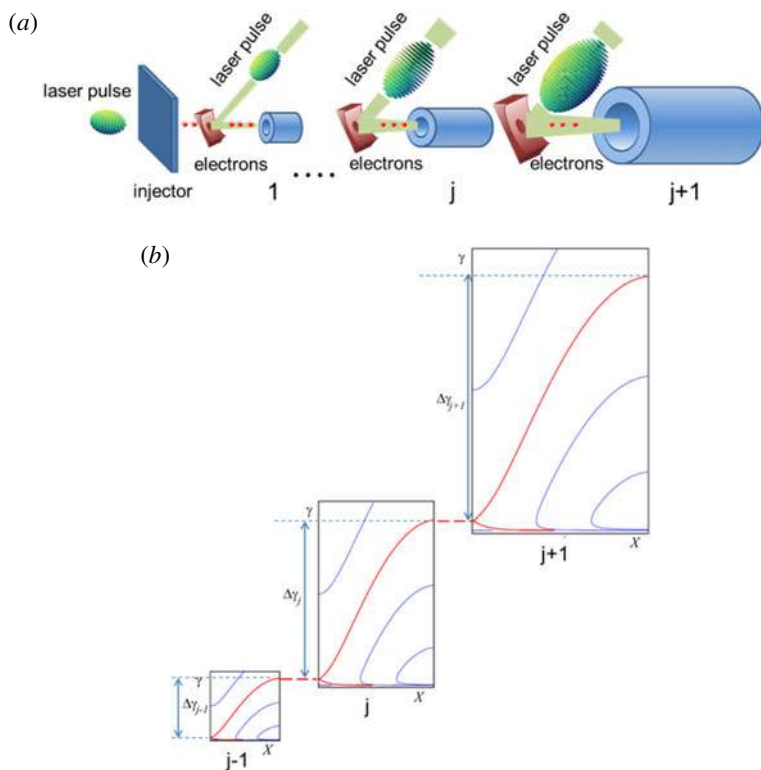 (a)
laser pulse
laser pulse
laser pulse
laser pulse
electrons
electrons
electrons
injector
1
....
j
j+1
(b)
γ
Δγj+1
X
j+1
γ
Δγj
X
j
γ
Δγj-1
X
j-1